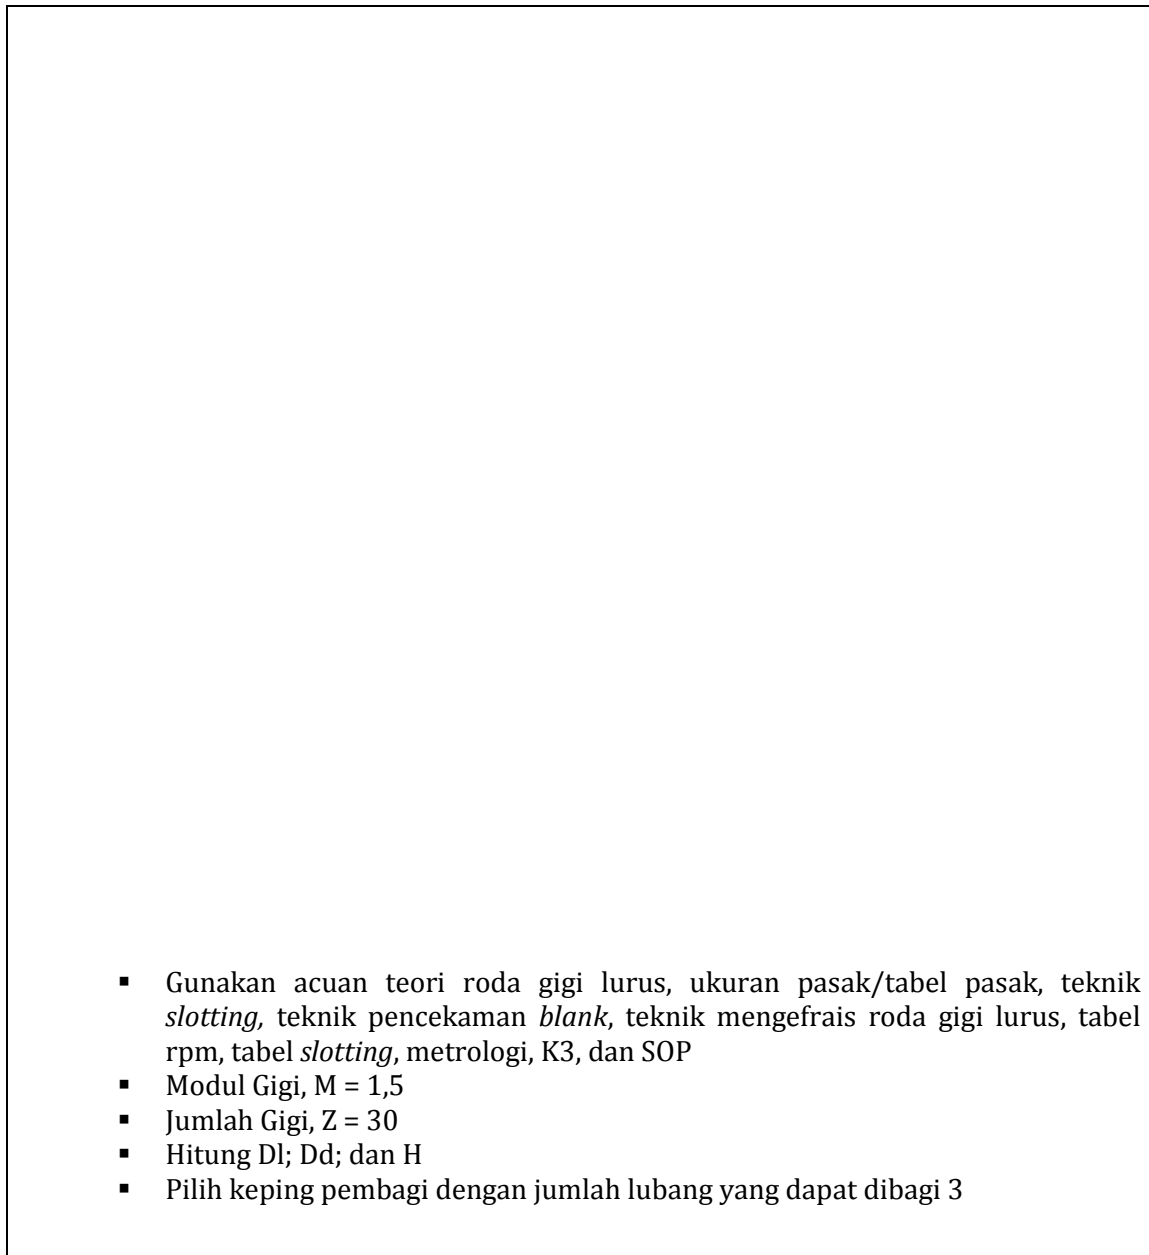 ▪ Gunakan acuan teori roda gigi lurus, ukuran pasak/tabel pasak, teknik
slotting, teknik pencekaman blank, teknik mengefrais roda gigi lurus, tabel
rpm, tabel slotting, metrologi, K3, dan SOP
▪ Modul Gigi, M = 1,5
▪ Jumlah Gigi, Z = 30
▪ Hitung Dl; Dd; dan H
▪ Pilih keping pembagi dengan jumlah lubang yang dapat dibagi 3